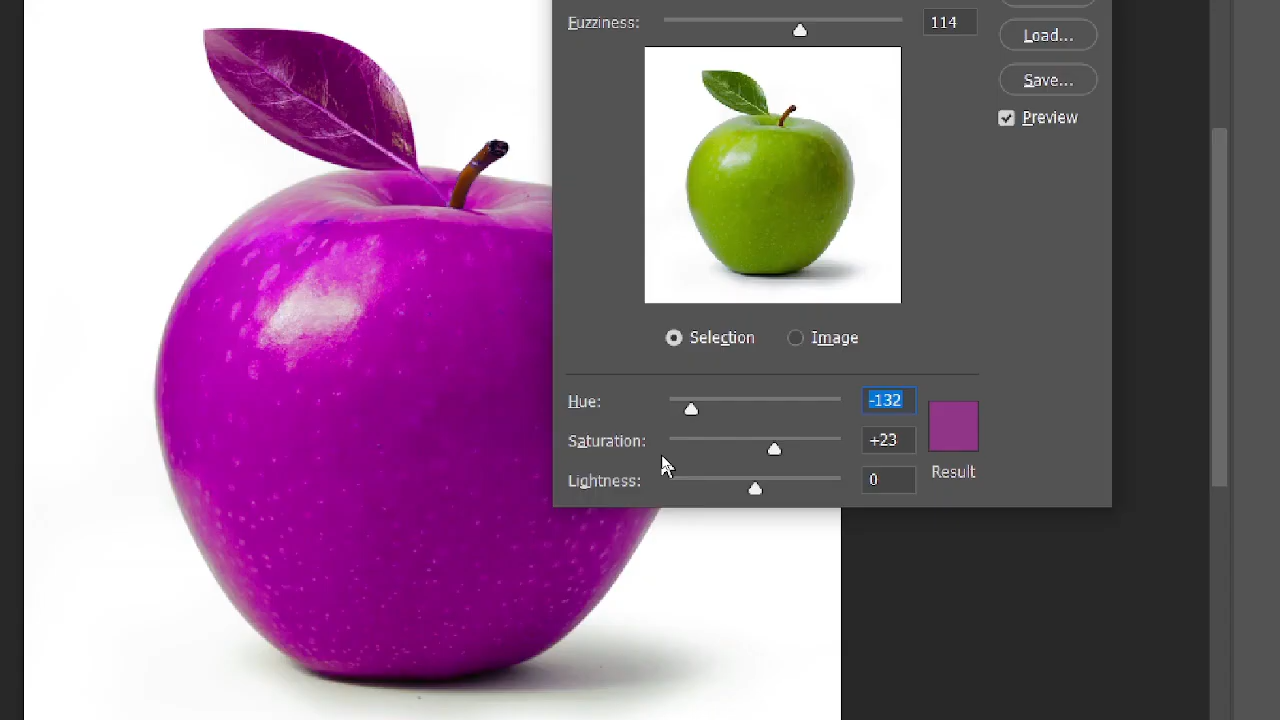 Fuzziness: 114
Load...
Save...
Preview
Selection Image
Hue: -132
Saturation: +23
Lightness: 0
Result